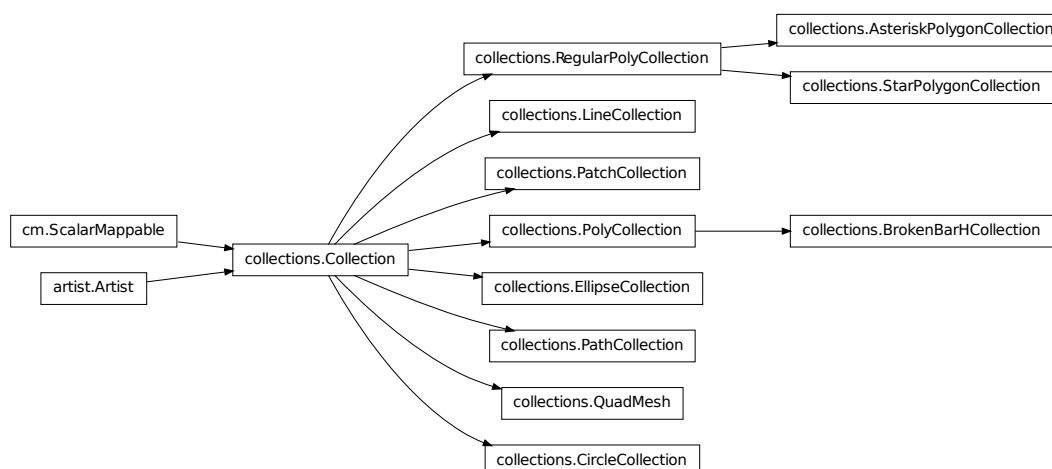 collections.AsteriskPolygonCollection
collections.RegularPolyCollection
collections.StarPolygonCollection
collections.LineCollection
collections.PatchCollection
cm.ScalarMappable
collections.PolyCollection
collections.BrokenBarHCollection
collections.Collection
artist.Artist
collections.EllipseCollection
collections.PathCollection
collections.QuadMesh
collections.CircleCollection